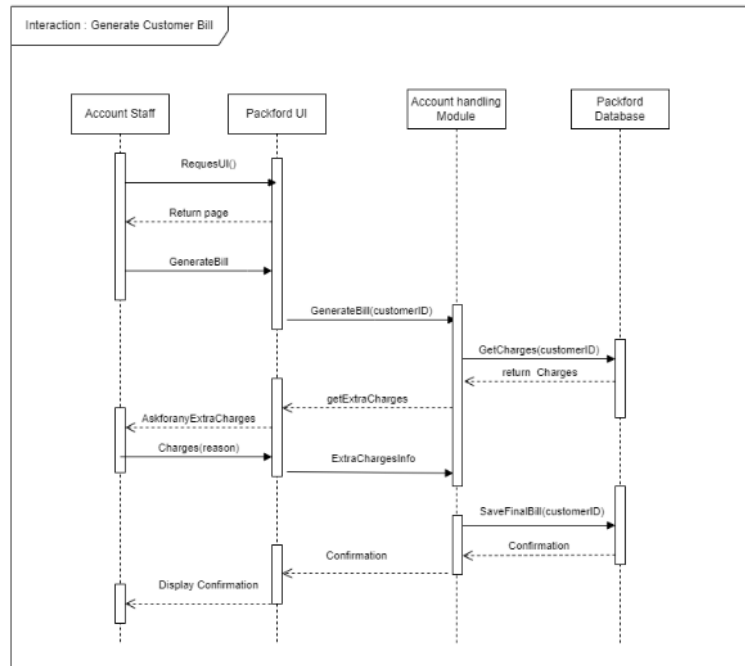 Interaction : Generate Customer Bill
Account Staff
Packford UI
Account handling
Module
Packford
Database
RequesUI()
Return page
GenerateBill
GenerateBill(customerID)
GetCharges(customerID)
return Charges
getExtraCharges
AskforanyExtraCharges
Charges(reason)
ExtraChargesInfo
SaveFinalBill(customerID)
Confirmation
Confirmation
Display Confirmation